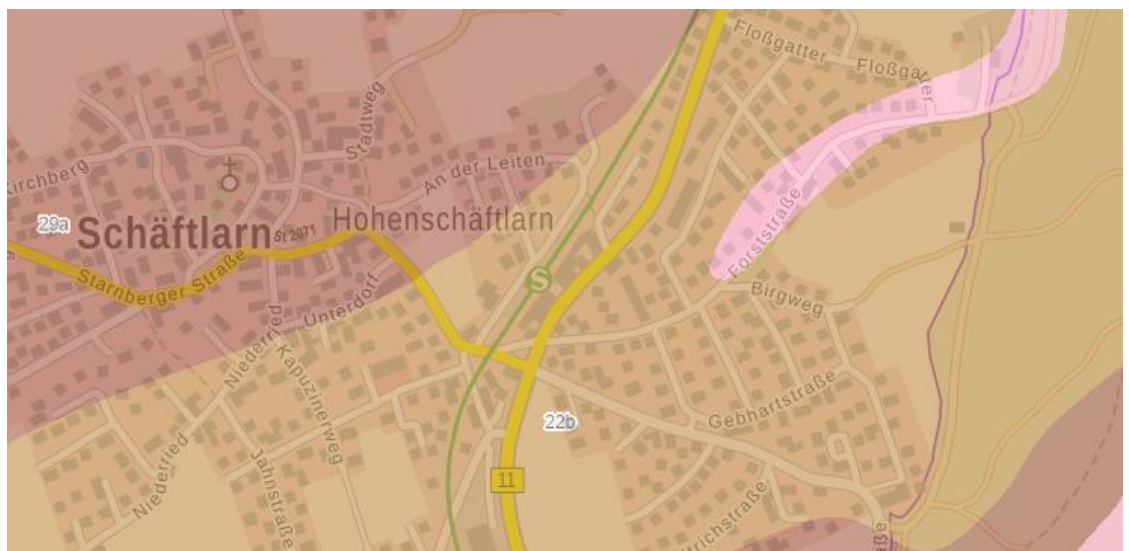 Floßgatter
Floßgatter
Stadtweg
An der Leiten
Kirchberg
29a
Schäftlarn
St 2071
Hohenschäftlarn
Forststraße
Starnberger Straße
S
Unterdorf
Birgweg
Niederried
Kapuzinerweg
Gebhartstraße
22b
Niederried
Jahnstraße
11